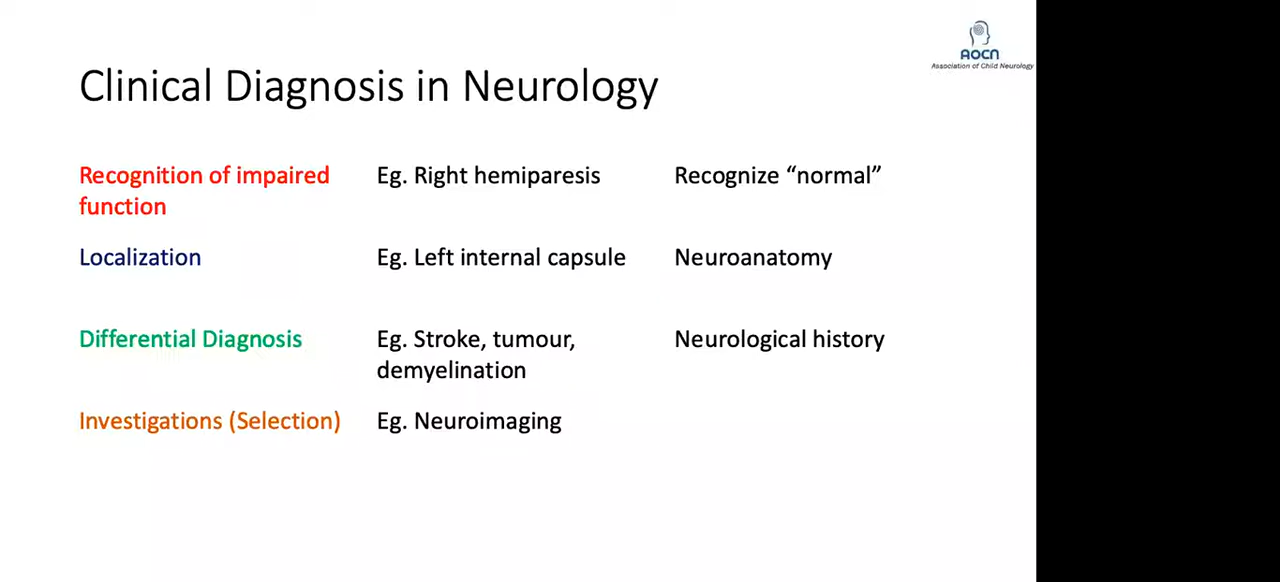 AOCN
Association of Child Neurology
Clinical Diagnosis in Neurology
Recognition of impaired function
Eg. Right hemiparesis
Recognize “normal”
Localization
Eg. Left internal capsule
Neuroanatomy
Differential Diagnosis
Eg. Stroke, tumour,
demyelination
Neurological history
Investigations (Selection)
Eg. Neuroimaging